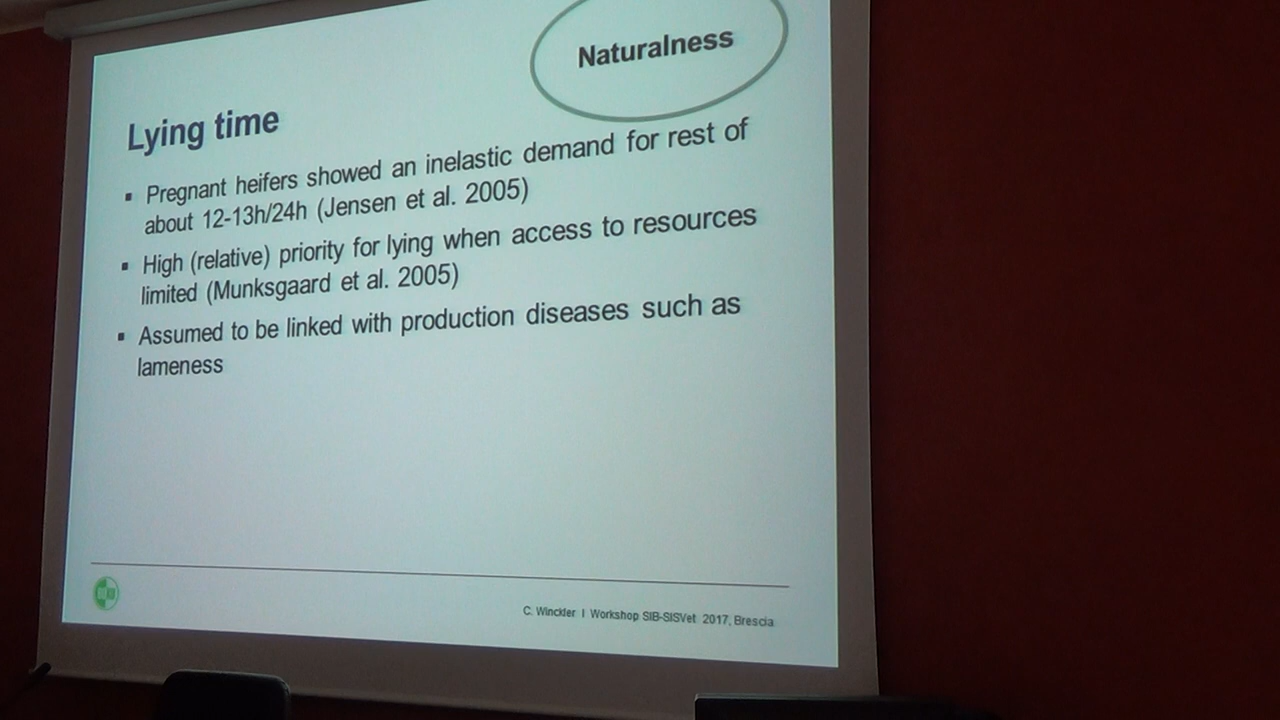 Naturalness
Lying time
▪ Pregnant heifers showed an inelastic demand for rest of
about 12-13h/24h (Jensen et al. 2005)
▪ High (relative) priority for lying when access to resources
limited (Munksgaard et al. 2005)
▪ Assumed to be linked with production diseases such as
lameness
C. Winckler I Workshop SIB-SISVet 2017, Brescia